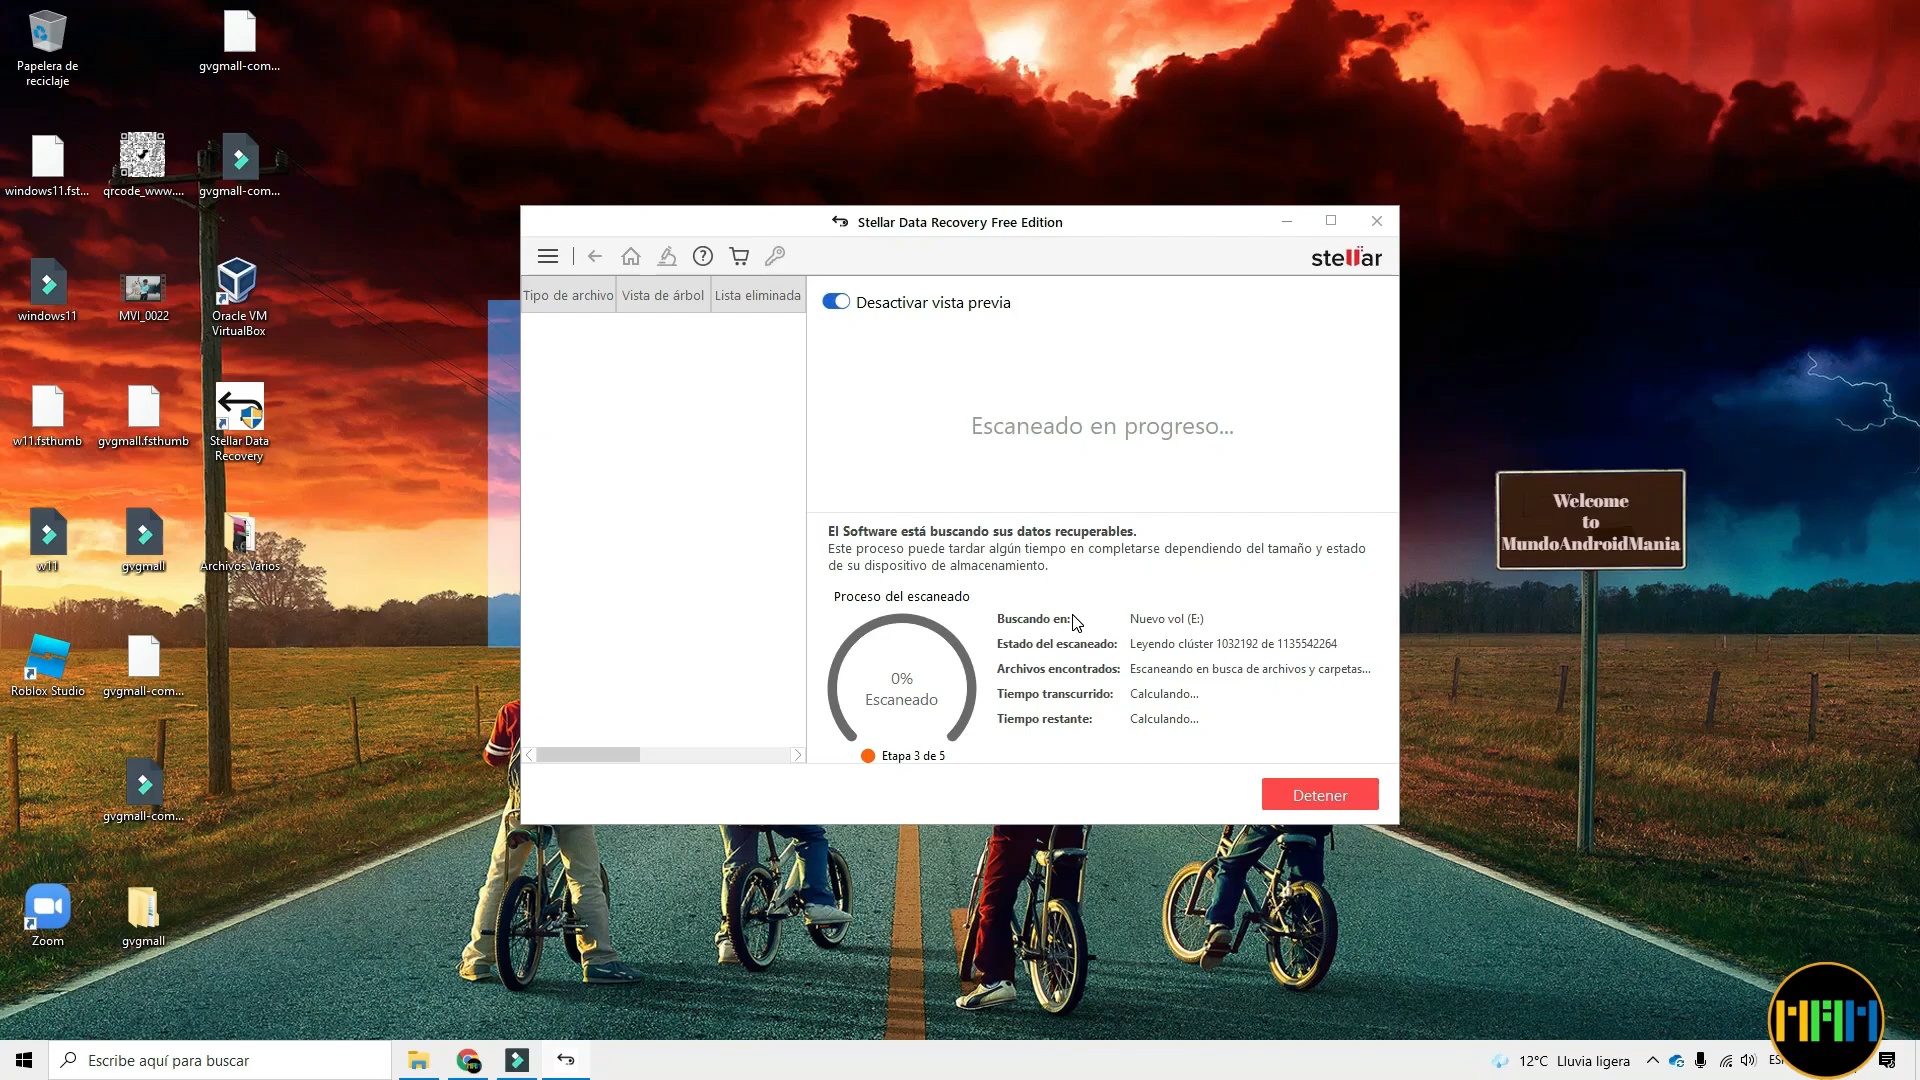 Papelera de
reciclaje
gvgmall-com...
windows11.fst...
qrcode_www....
gvgmall-com...
windows11
MVI_0022
Oracle VM
VirtualBox
w11.fsthumb
gvgmall.fsthumb
Stellar Data
Recovery
w11
gvgmall
Archivos Varios
Roblox Studio
gvgmall-com...
gvgmall-com...
Zoom
gvgmall
Stellar Data Recovery Free Edition
stellar
Tipo de archivo
Vista de árbol
Lista eliminada
Desactivar vista previa
Escaneado en progreso...
El Software está buscando sus datos recuperables.
Este proceso puede tardar algún tiempo en completarse dependiendo del tamaño y estado
de su dispositivo de almacenamiento.
Proceso del escaneado
0%
Escaneado
Etapa 3 de 5
Buscando en: Nuevo vol (E:)
Estado del escaneado: Leyendo clúster 1032192 de 1135542264
Archivos encontrados: Escaneando en busca de archivos y carpetas...
Tiempo transcurrido: Calculando...
Tiempo restante: Calculando...
Detener
Welcome
to
MundoAndroidMania
MAM
Escribe aquí para buscar
12°C Lluvia ligera